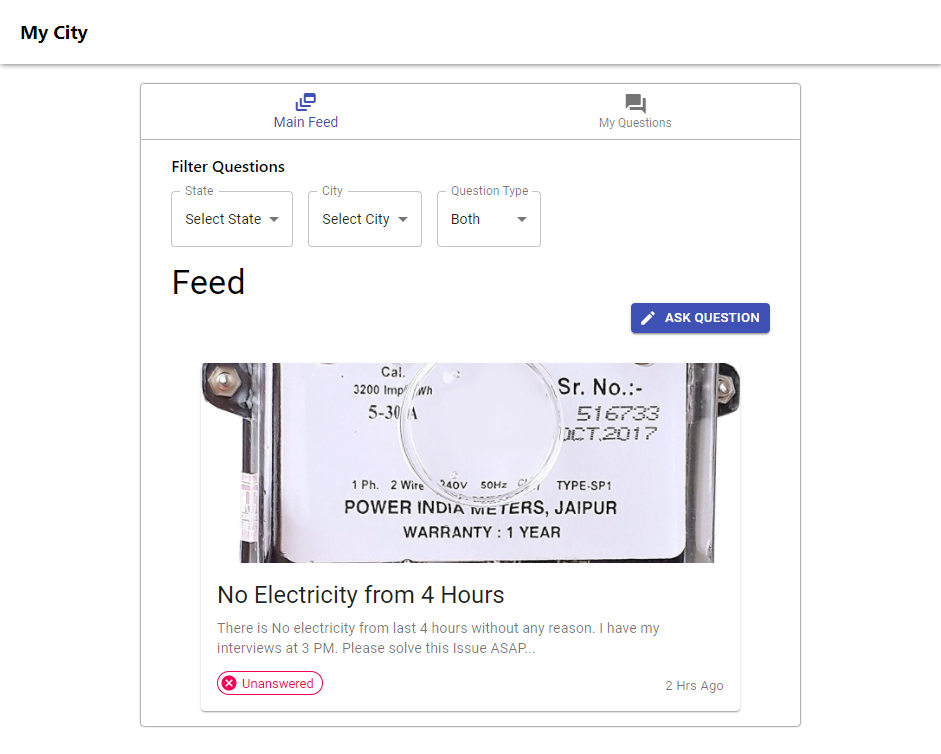 My City
Main Feed
My Questions
Filter Questions
State
City
Question Type
Select State
Select City
Both
Feed
ASK QUESTION
Cal.
3200 Imp
Wh
Sr. No.:-
5-30 A
516733
OCT.2017
1 Ph. 2 Wire 240V 50Hz TYPE-SP1
POWER INDIA METERS, JAIPUR
WARRANTY : 1 YEAR
No Electricity from 4 Hours
There is No electricity from last 4 hours without any reason. I have my
interviews at 3 PM. Please solve this Issue ASAP...
Unanswered
2 Hrs Ago